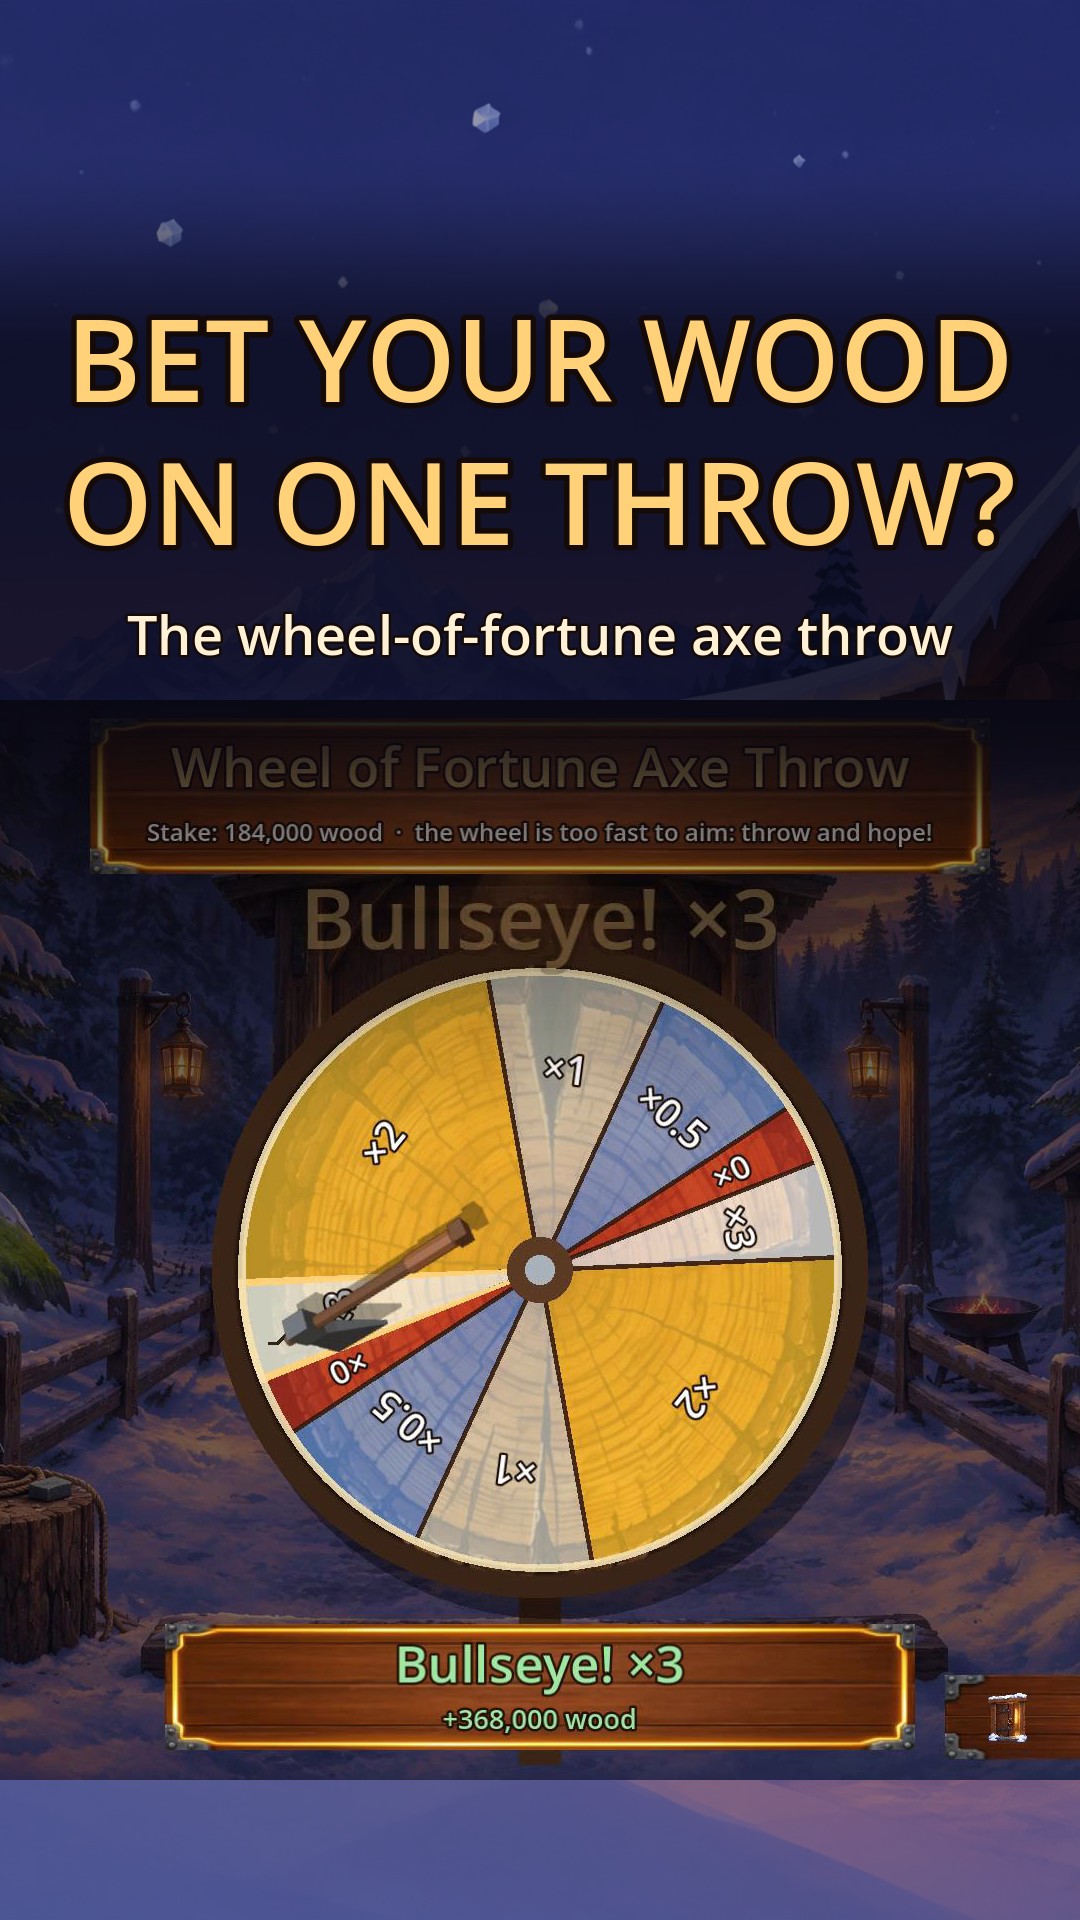 BET YOUR WOOD
ON ONE THROW?
The wheel-of-fortune axe throw
Wheel of Fortune Axe Throw
Stake: 184,000 wood · the wheel is too fast to aim: throw and hope!
Bullseye! ×3
×1
×0.5
×2
×0
×3
×0
×0.5
×2
×1
Bullseye! ×3
+368,000 wood